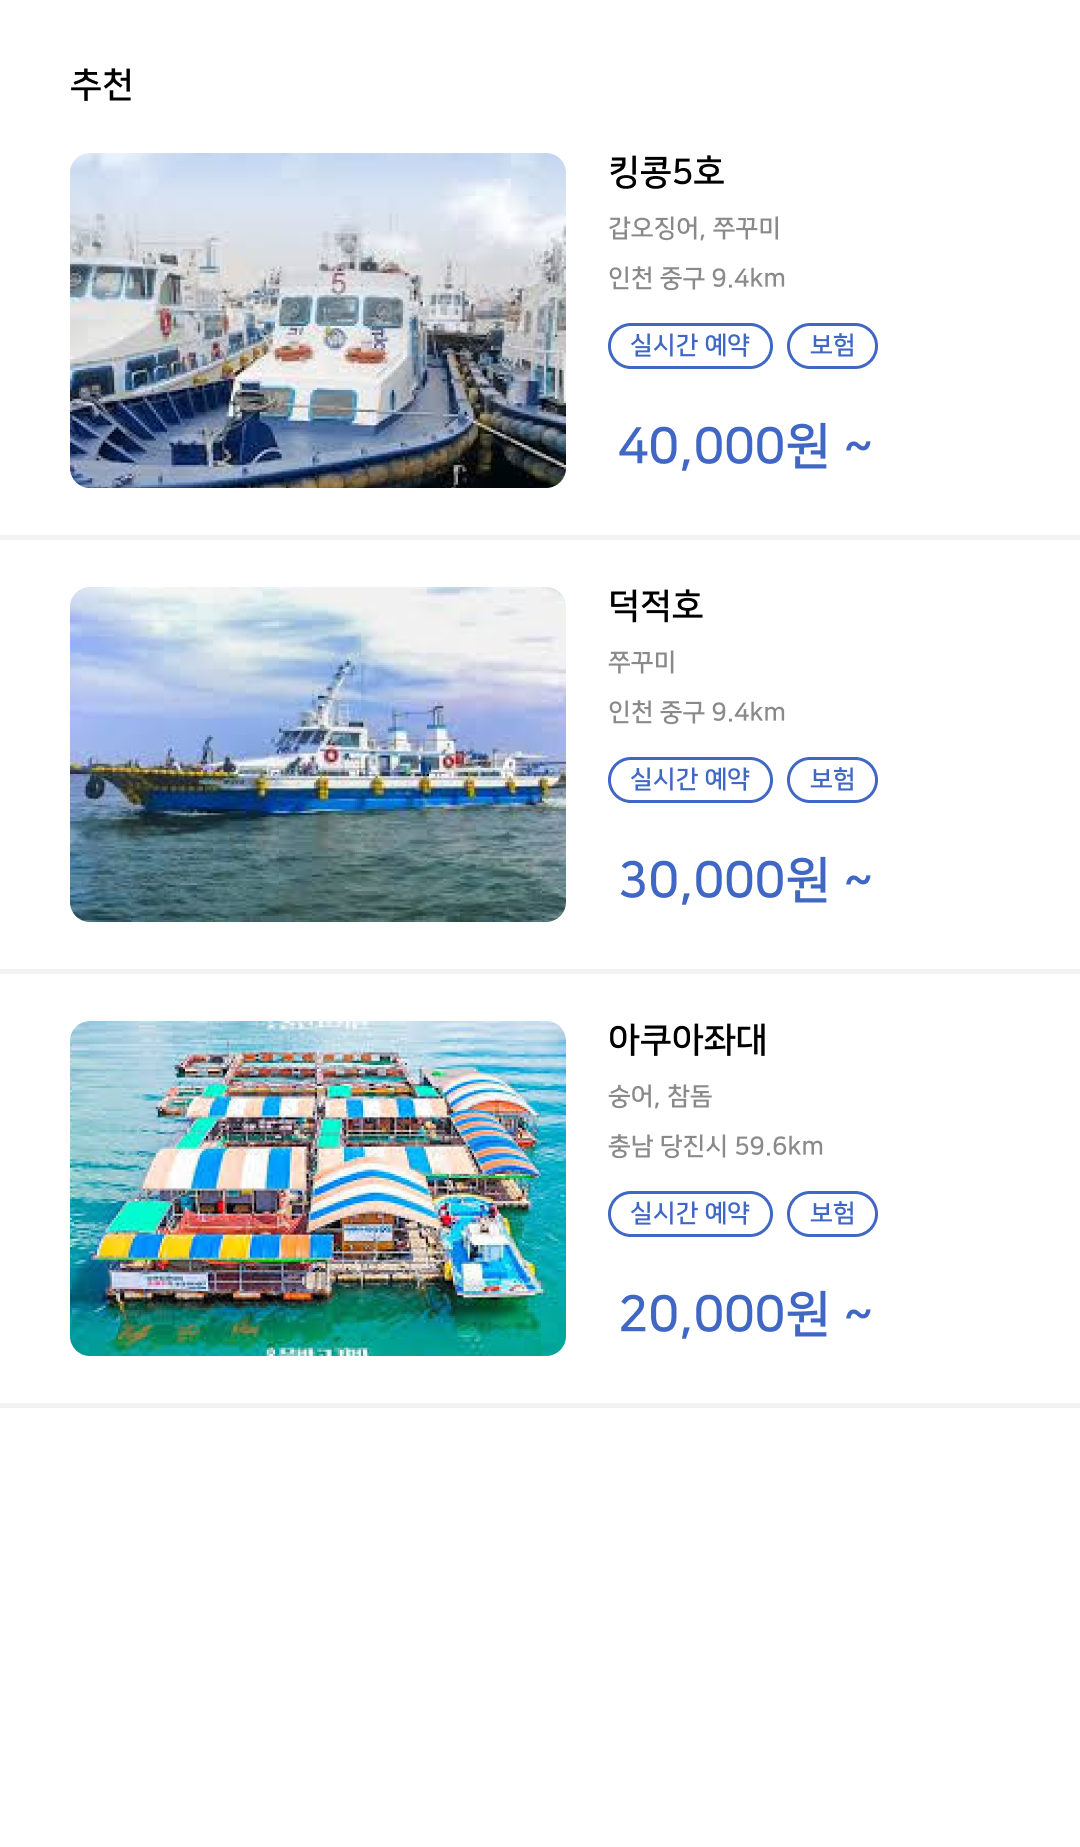 추천
킹콩5호
갑오징어, 쭈꾸미
인천 중구 9.4km
실시간 예약 보험
40,000원 ~
5
덕적호
쭈꾸미
인천 중구 9.4km
실시간 예약 보험
30,000원 ~
아쿠아좌대
숭어, 참돔
충남 당진시 59.6km
실시간 예약 보험
20,000원 ~